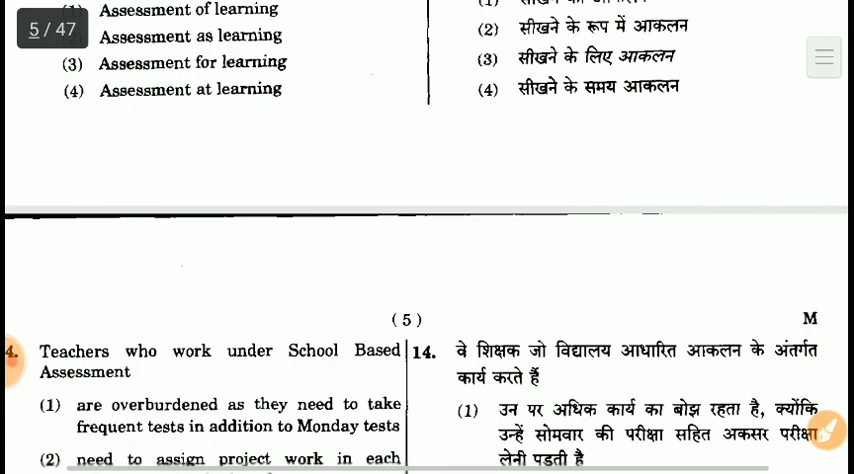 5 / 47
(1) Assessment of learning
Assessment as learning
(3) Assessment for learning
(4) Assessment at learning
(2) सीखने के रूप में आकलन
(3) सीखने के लिए आकलन
(4) सीखने के समय आकलन
( 5 )
M
4. Teachers who work under School Based
Assessment
(1) are overburdened as they need to take
frequent tests in addition to Monday tests
(2) need to assign project work in each
14. वे शिक्षक जो विद्यालय आधारित आकलन के अंतर्गत
कार्य करते हैं
(1) उन पर अधिक कार्य का बोझ रहता है, क्योंकि
उन्हें सोमवार की परीक्षा सहित अकसर परीक्षा
लेनी पड़ती है